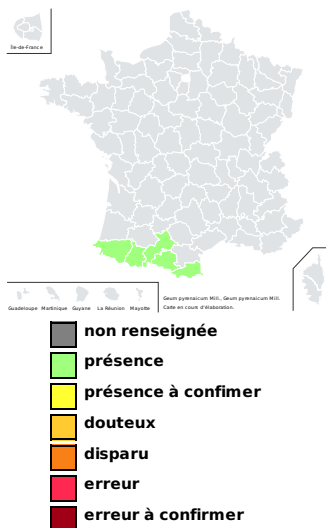 Île-de-France
Guadeloupe Martinique Guyane La Réunion Mayotte
Geum pyrenaicum Mill., Geum pyrenaicum Mill.
Carte en cours d'élaboration.
non renseignée
présence
présence à confimer
douteux
disparu
erreur
erreur à confirmer